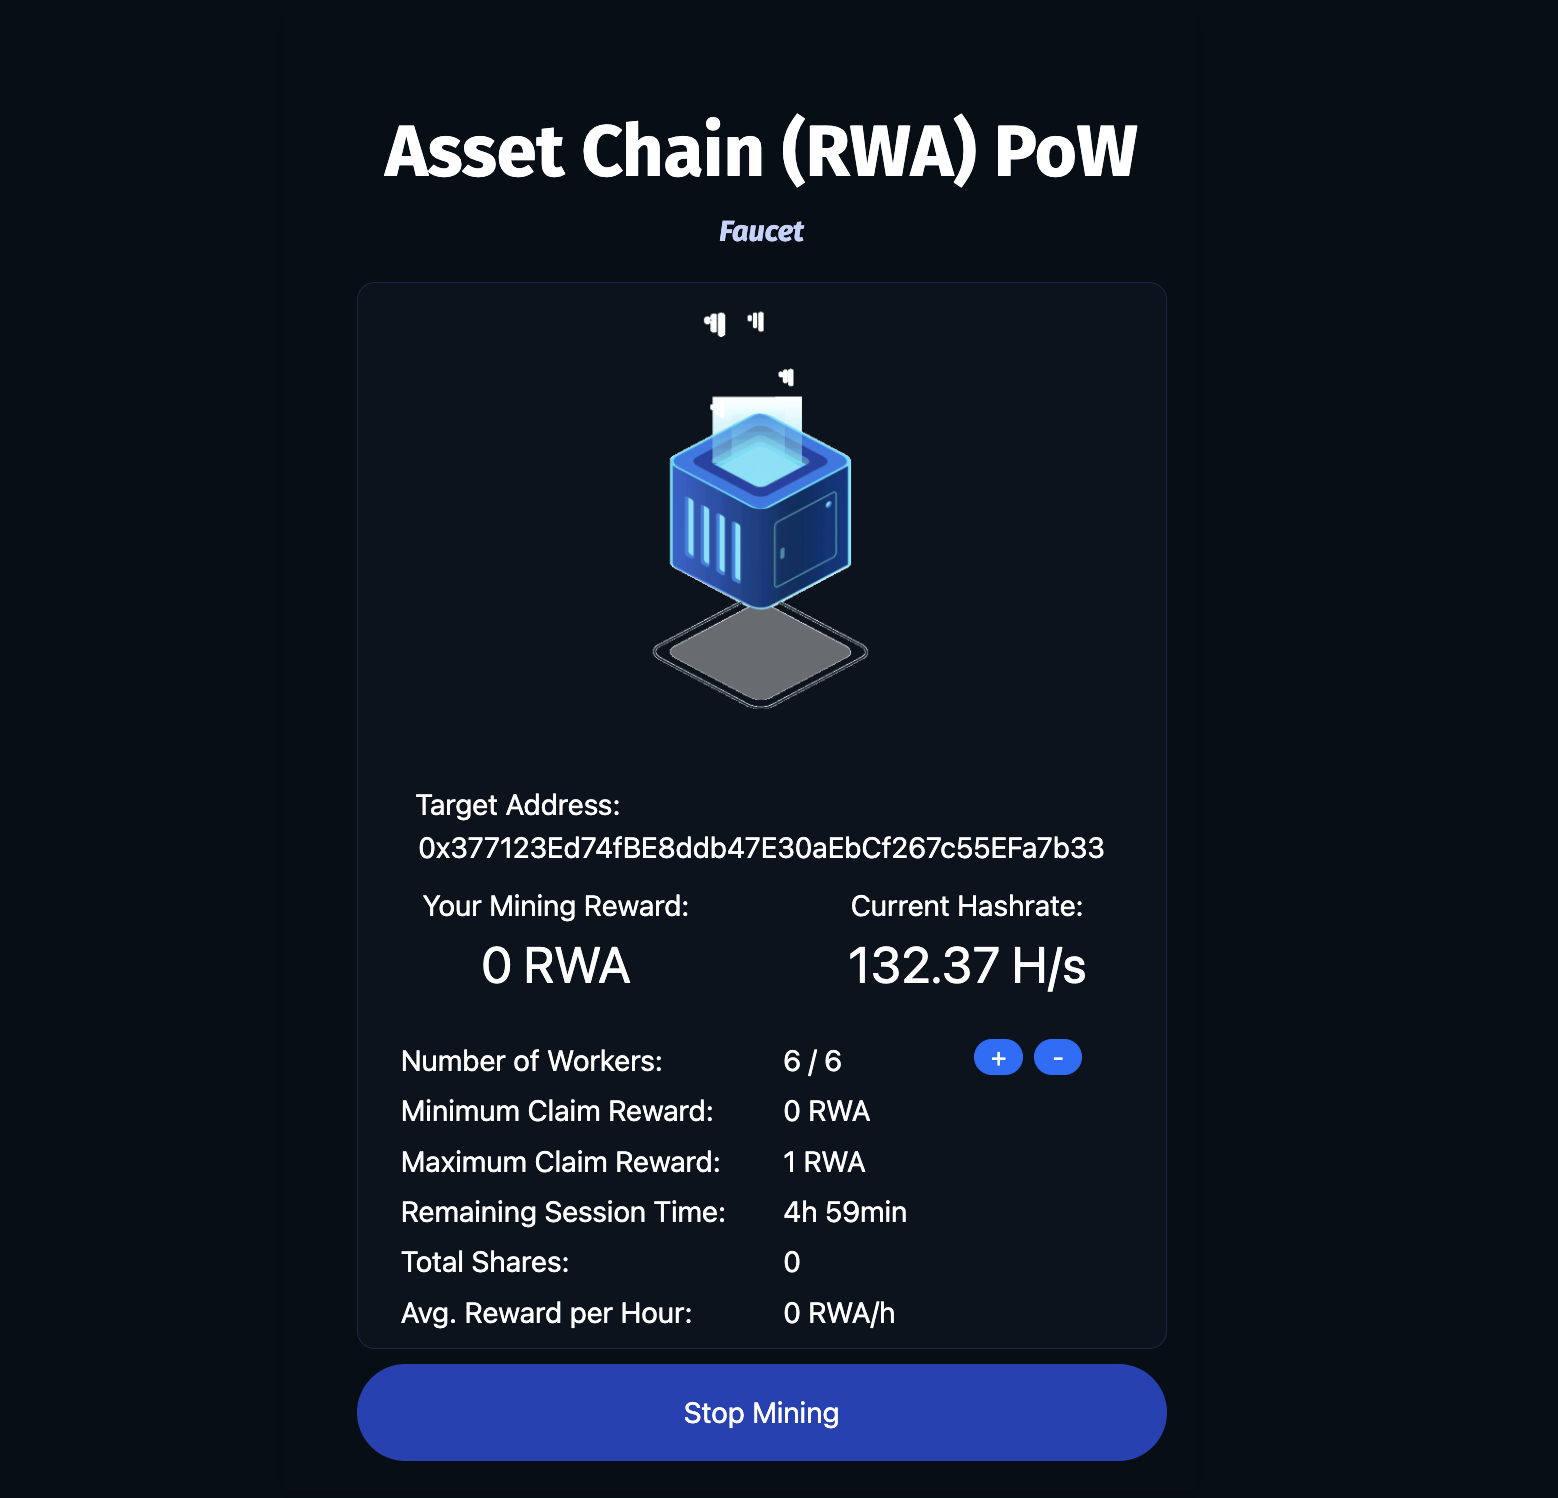 Asset Chain (RWA) PoW
Faucet
Target Address:
0x377123Ed74fBE8ddb47E30aEbCf267c55EFa7b33
Your Mining Reward: Current Hashrate:
0 RWA 132.37 H/s
Number of Workers: 6 / 6 + -
Minimum Claim Reward: 0 RWA
Maximum Claim Reward: 1 RWA
Remaining Session Time: 4h 59min
Total Shares: 0
Avg. Reward per Hour: 0 RWA/h
Stop Mining